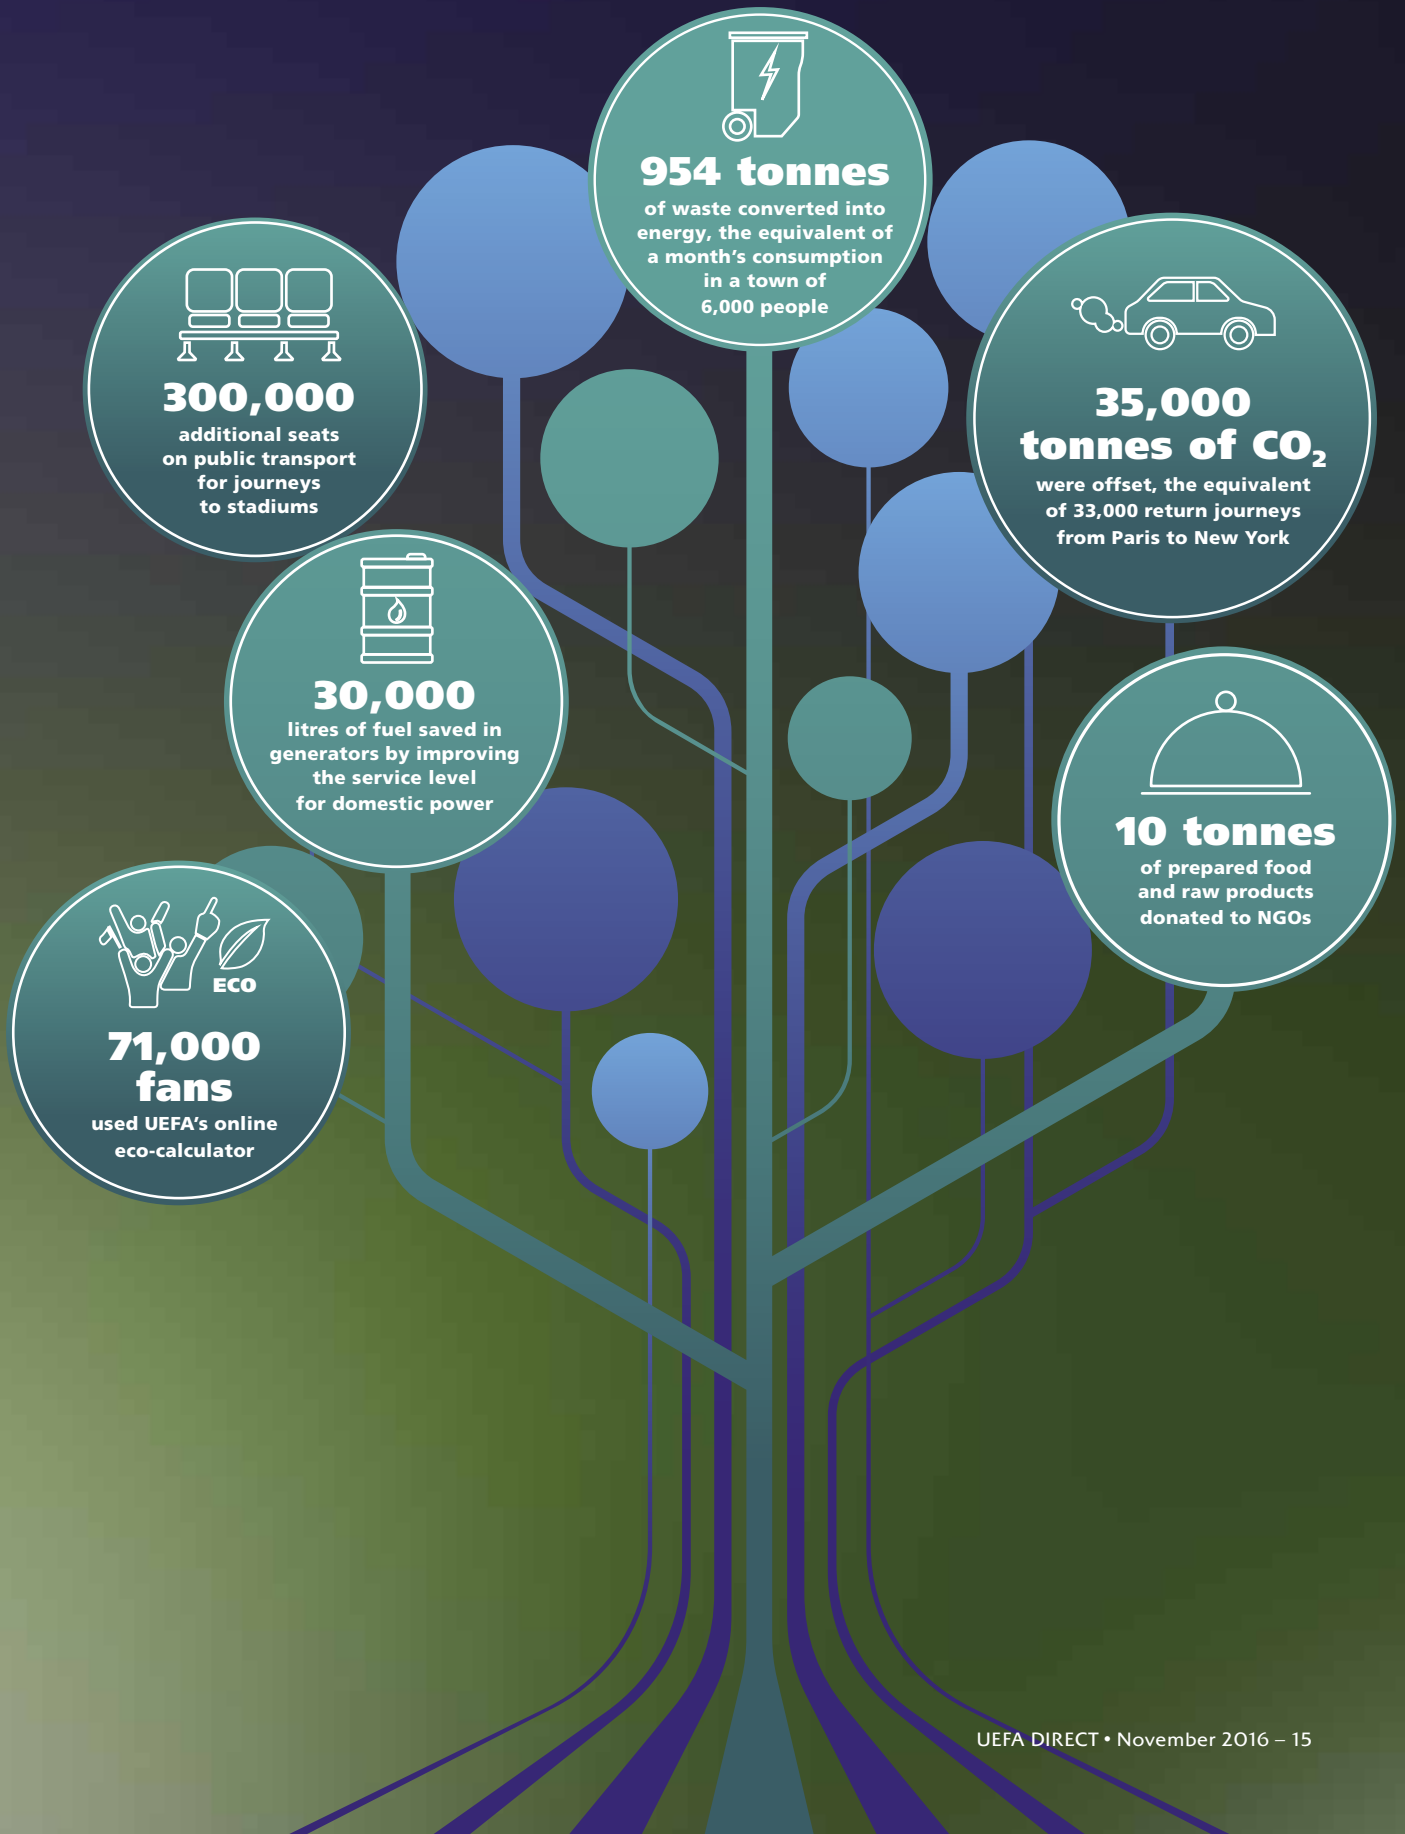 954 tonnes
of waste converted into
energy, the equivalent of
a month's consumption
in a town of
6,000 people
300,000
additional seats
on public transport
for journeys
to stadiums
35,000
tonnes of CO₂
were offset, the equivalent
of 33,000 return journeys
from Paris to New York
30,000
litres of fuel saved in
generators by improving
the service level
for domestic power
10 tonnes
of prepared food
and raw products
donated to NGOs
ECO
71,000
fans
used UEFA's online
eco-calculator
UEFA DIRECT • November 2016 – 15